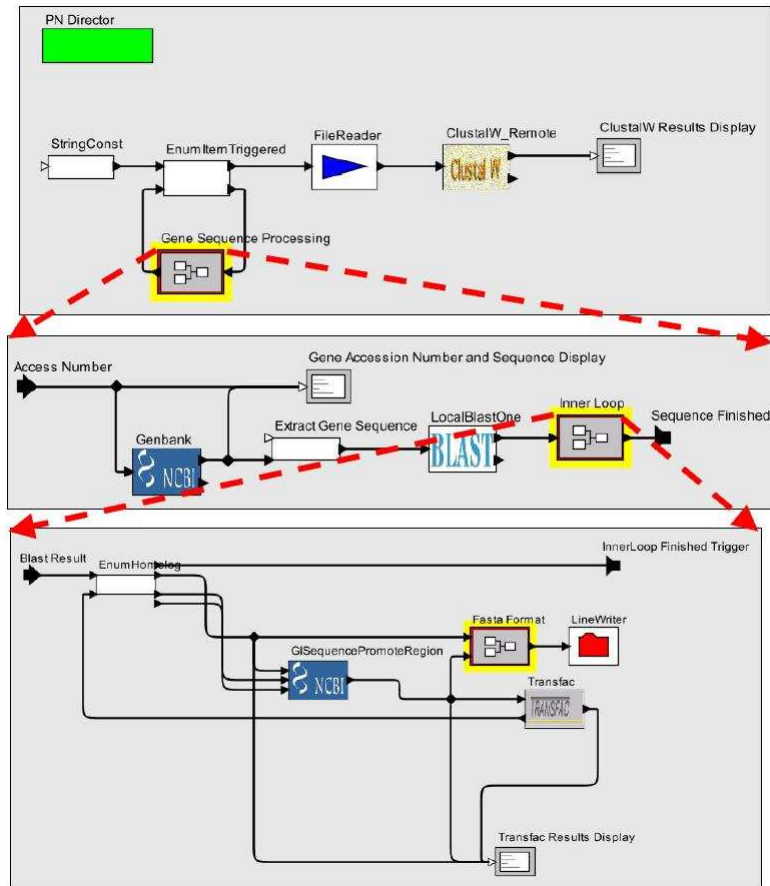 PN Director
StringConst
EnumItemTriggered
FileReader
ClustalW_Remote
ClustalW Results Display
Clustal W
Gene Sequence Processing
Access Number
Gene Accession Number and Sequence Display
Genbank
NCBI
Extract Gene Sequence
LocalBlastOne
BLAST
Inner Loop
Sequence Finished
Blast Result
EnumHomolog
InnerLoop Finished Trigger
GISequencePromoteRegion
NCBI
Fasta Format
LineWriter
Transfac
TRANSFAC
Transfac Results Display